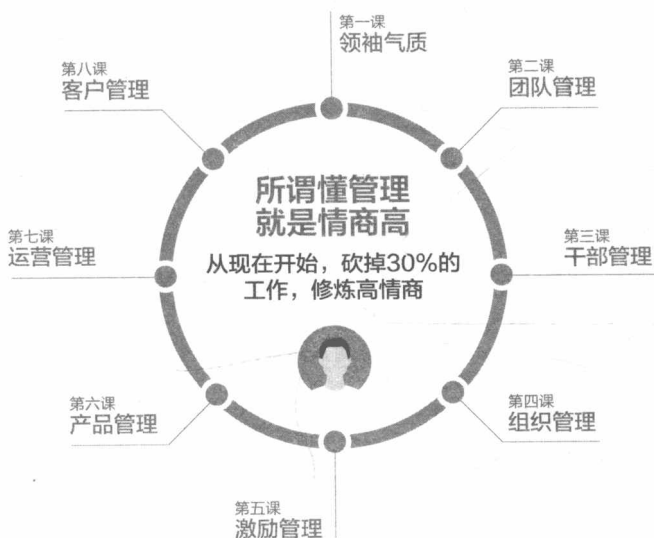 第一课
领袖气质
第二课
团队管理
第三课
干部管理
第四课
组织管理
第五课
激励管理
第六课
产品管理
第七课
运营管理
第八课
客户管理
所谓懂管理
就是情商高
从现在开始，砍掉30%的
工作，修炼高情商